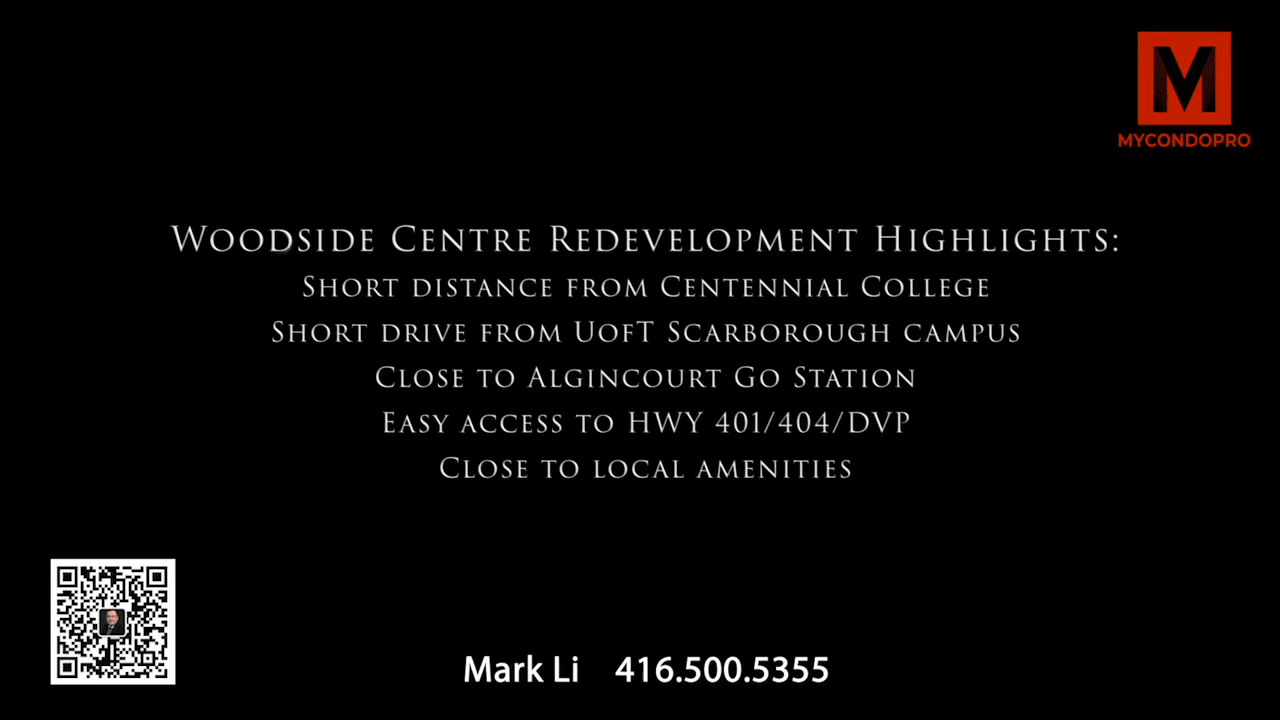 M
MYCONDOPRO
WOODSIDE CENTRE REDEVELOPMENT HIGHLIGHTS:
SHORT DISTANCE FROM CENTENNIAL COLLEGE
SHORT DRIVE FROM UOFT SCARBOROUGH CAMPUS
CLOSE TO ALGINCOURT GO STATION
EASY ACCESS TO HWY 401/404/DVP
CLOSE TO LOCAL AMENITIES
Mark Li 416.500.5355